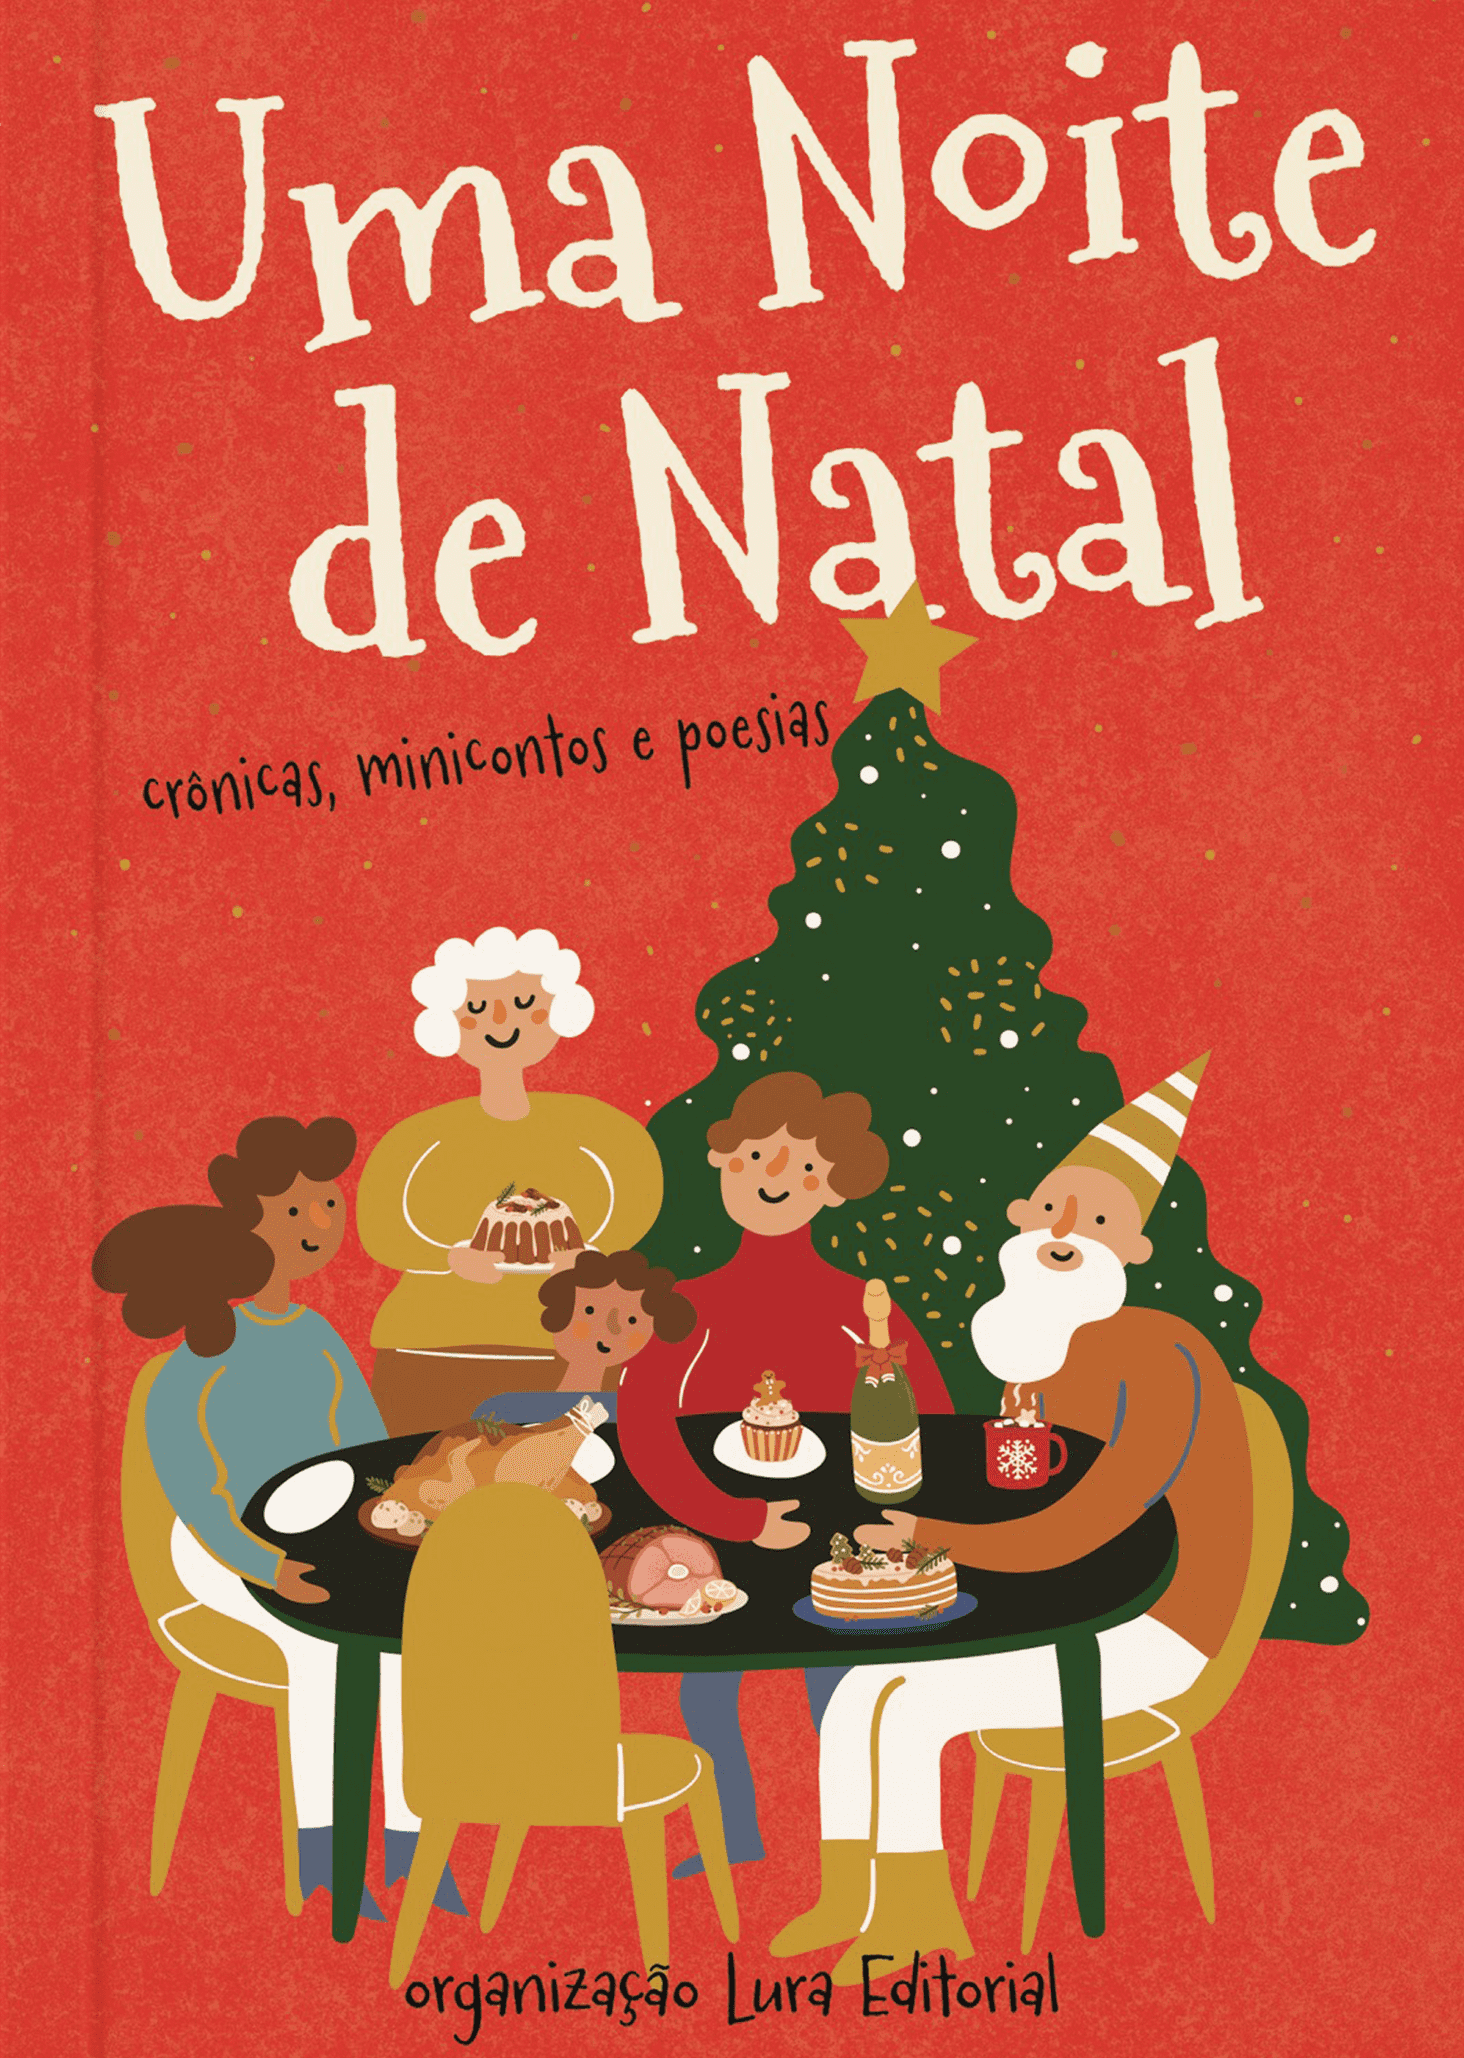 Uma Noite
de Natal
crônicas, minicontos e poesias
organização Lura Editorial